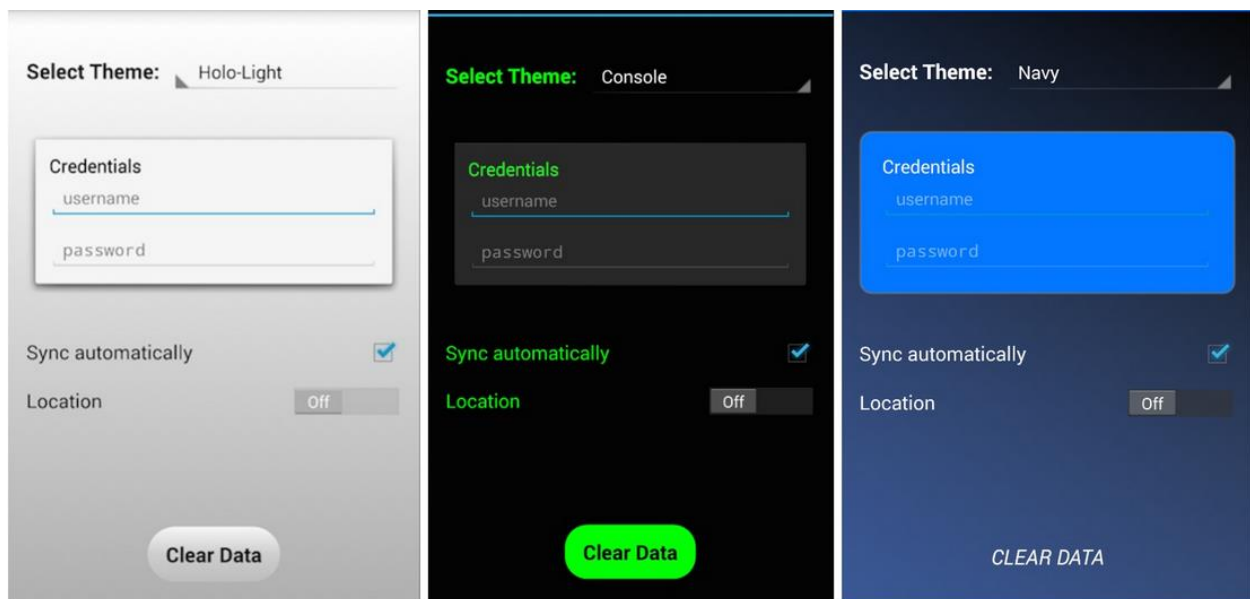 Select Theme: Holo-Light
Credentials
username
password
Sync automatically
Location Off
Clear Data
Select Theme: Console
Credentials
username
password
Sync automatically
Location Off
Clear Data
Select Theme: Navy
Credentials
username
password
Sync automatically
Location Off
CLEAR DATA